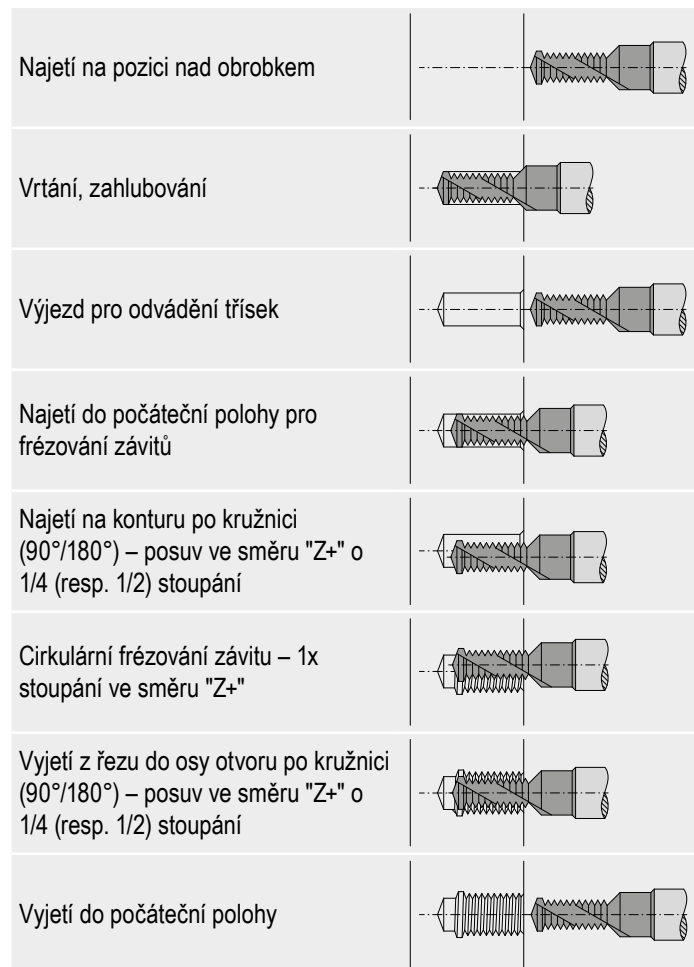 Najetí na pozici nad obrobkem
Vrtání, zahlubování
Výjezd pro odvádění třísek
Najetí do počáteční polohy pro
frézování závitů
Najetí na konturu po kružnici
(90°/180°) – posuv ve směru "Z+" o
1/4 (resp. 1/2) stoupání
Cirkulární frézování závitu – 1x
stoupání ve směru "Z+"
Vyjetí z řezu do osy otvoru po kružnici
(90°/180°) – posuv ve směru "Z+" o
1/4 (resp. 1/2) stoupání
Vyjetí do počáteční polohy